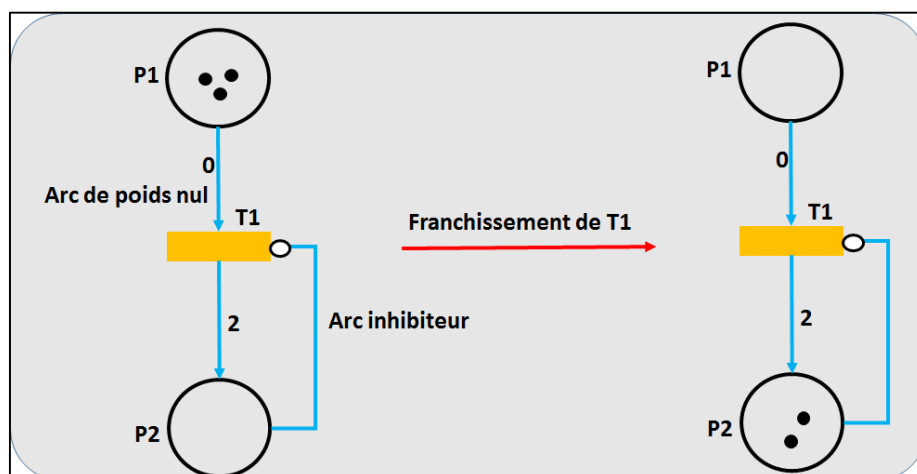 P1
0
Arc de poids nul
T1
2
Arc inhibiteur
P2
Franchissement de T1
P1
0
T1
2
P2